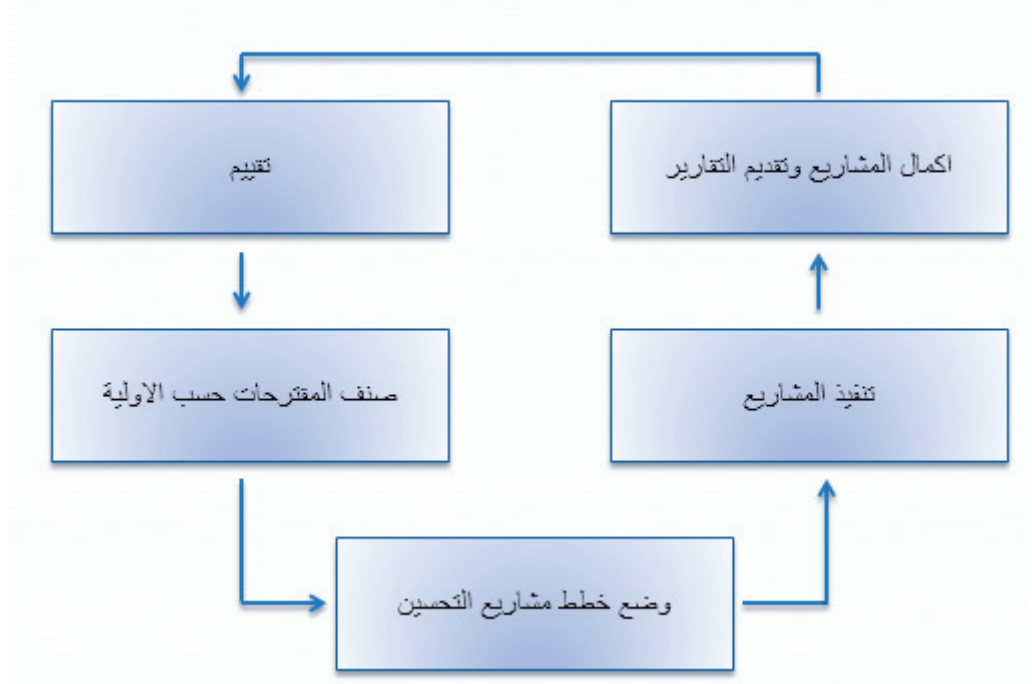 تقييم
اكمال المشاريع وتقديم التقارير
صنف المقترحات حسب الاولية
تنفيذ المشاريع
وضع خطط مشاريع التحسين